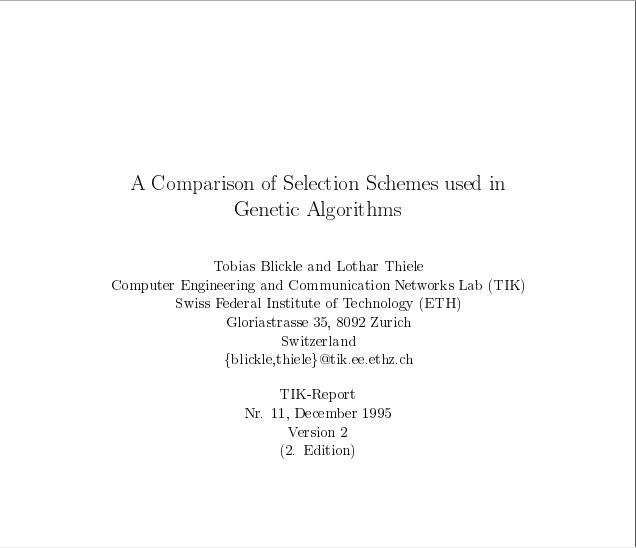 A Comparison of Selection Schemes used in
Genetic Algorithms
Tobias Blickle and Lothar Thiele
Computer Engineering and Communication Networks Lab (TIK)
Swiss Federal Institute of Technology (ETH)
Gloriastrasse 35, 8092 Zurich
Switzerland
{blickle,thiele}@tik.ee.ethz.ch
TIK-Report
Nr. 11, December 1995
Version 2
(2. Edition)